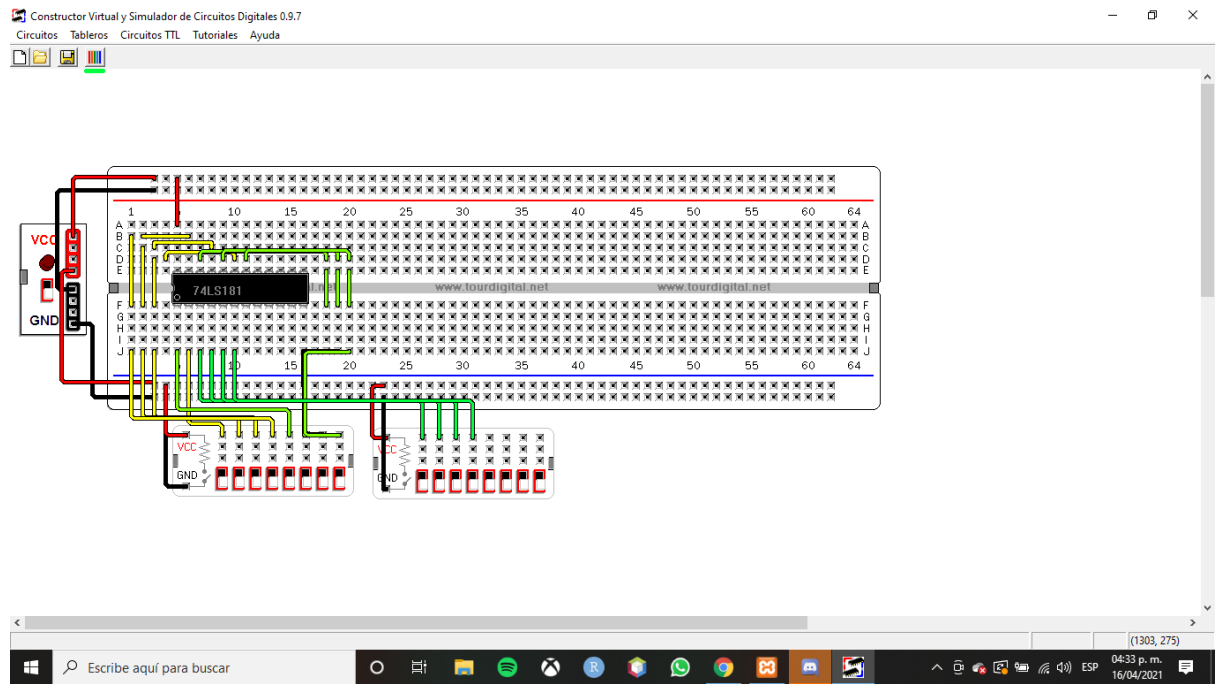 Constructor Virtual y Simulador de Circuitos Digitales 0.9.7
Circuitos Tableros Circuitos TTL Tutoriales Ayuda
1 10 15 20 25 30 35 40 45 50 55 60 64
A A
B B
C C
D D
E E
VCC
GND
74LS181
www.tourdigital.net www.tourdigital.net
F F
G G
H H
I I
J J
1 10 15 20 25 30 35 40 45 50 55 60 64
VCC
GND
VCC
GND
(1303, 275)
Escribe aquí para buscar
ESP
04:33 p. m.
16/04/2021